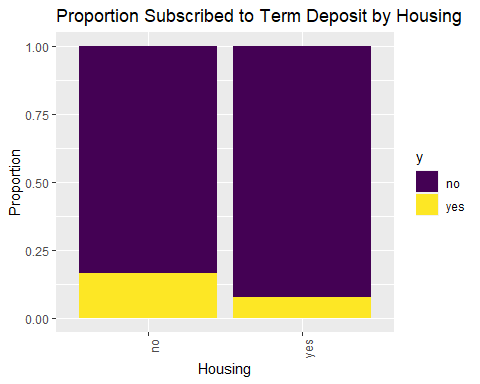 Proportion Subscribed to Term Deposit by Housing
1.00
0.75
0.50
0.25
0.00
Proportion
no
yes
Housing
y
no
yes